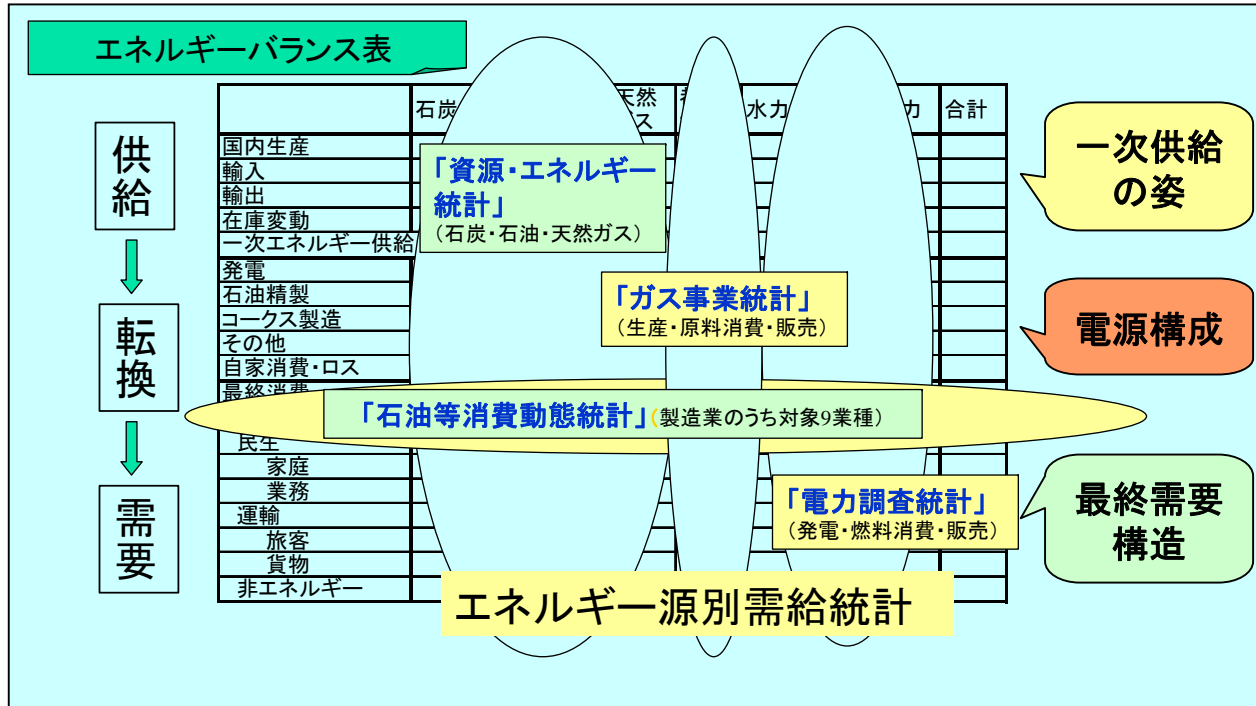 エネルギーバランス表
供給
転換
需要
石炭
天然
ガス
水力
力
合計
国内生産
輸入
輸出
在庫変動
一次エネルギー供給
発電
石油精製
コークス製造
その他
自家消費・ロス
最終消費
民生
家庭
業務
運輸
旅客
貨物
非エネルギー
「資源・エネルギー
統計」
(石炭・石油・天然ガス)
「ガス事業統計」
(生産・原料消費・販売)
「石油等消費動態統計」(製造業のうち対象9業種)
「電力調査統計」
(発電・燃料消費・販売)
エネルギー源別需給統計
一次供給
の姿
電源構成
最終需要
構造